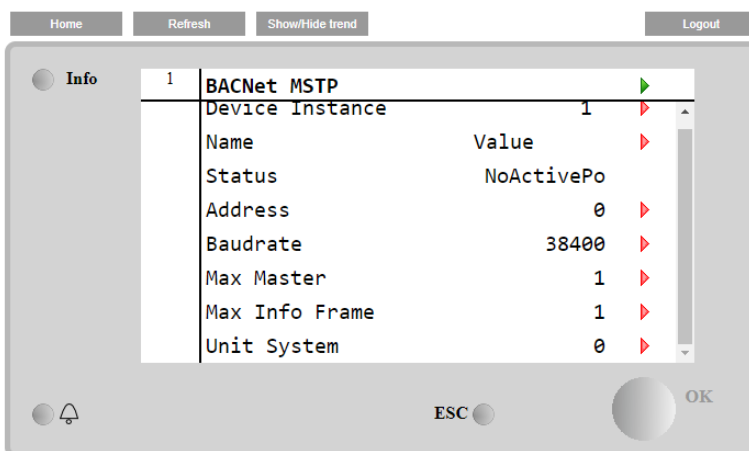 Home Refresh Show/Hide trend Logout
Info 1 BACNet MSTP
Device Instance 1
Name Value
Status NoActivePo
Address 0
Baudrate 38400
Max Master 1
Max Info Frame 1
Unit System 0
ESC OK